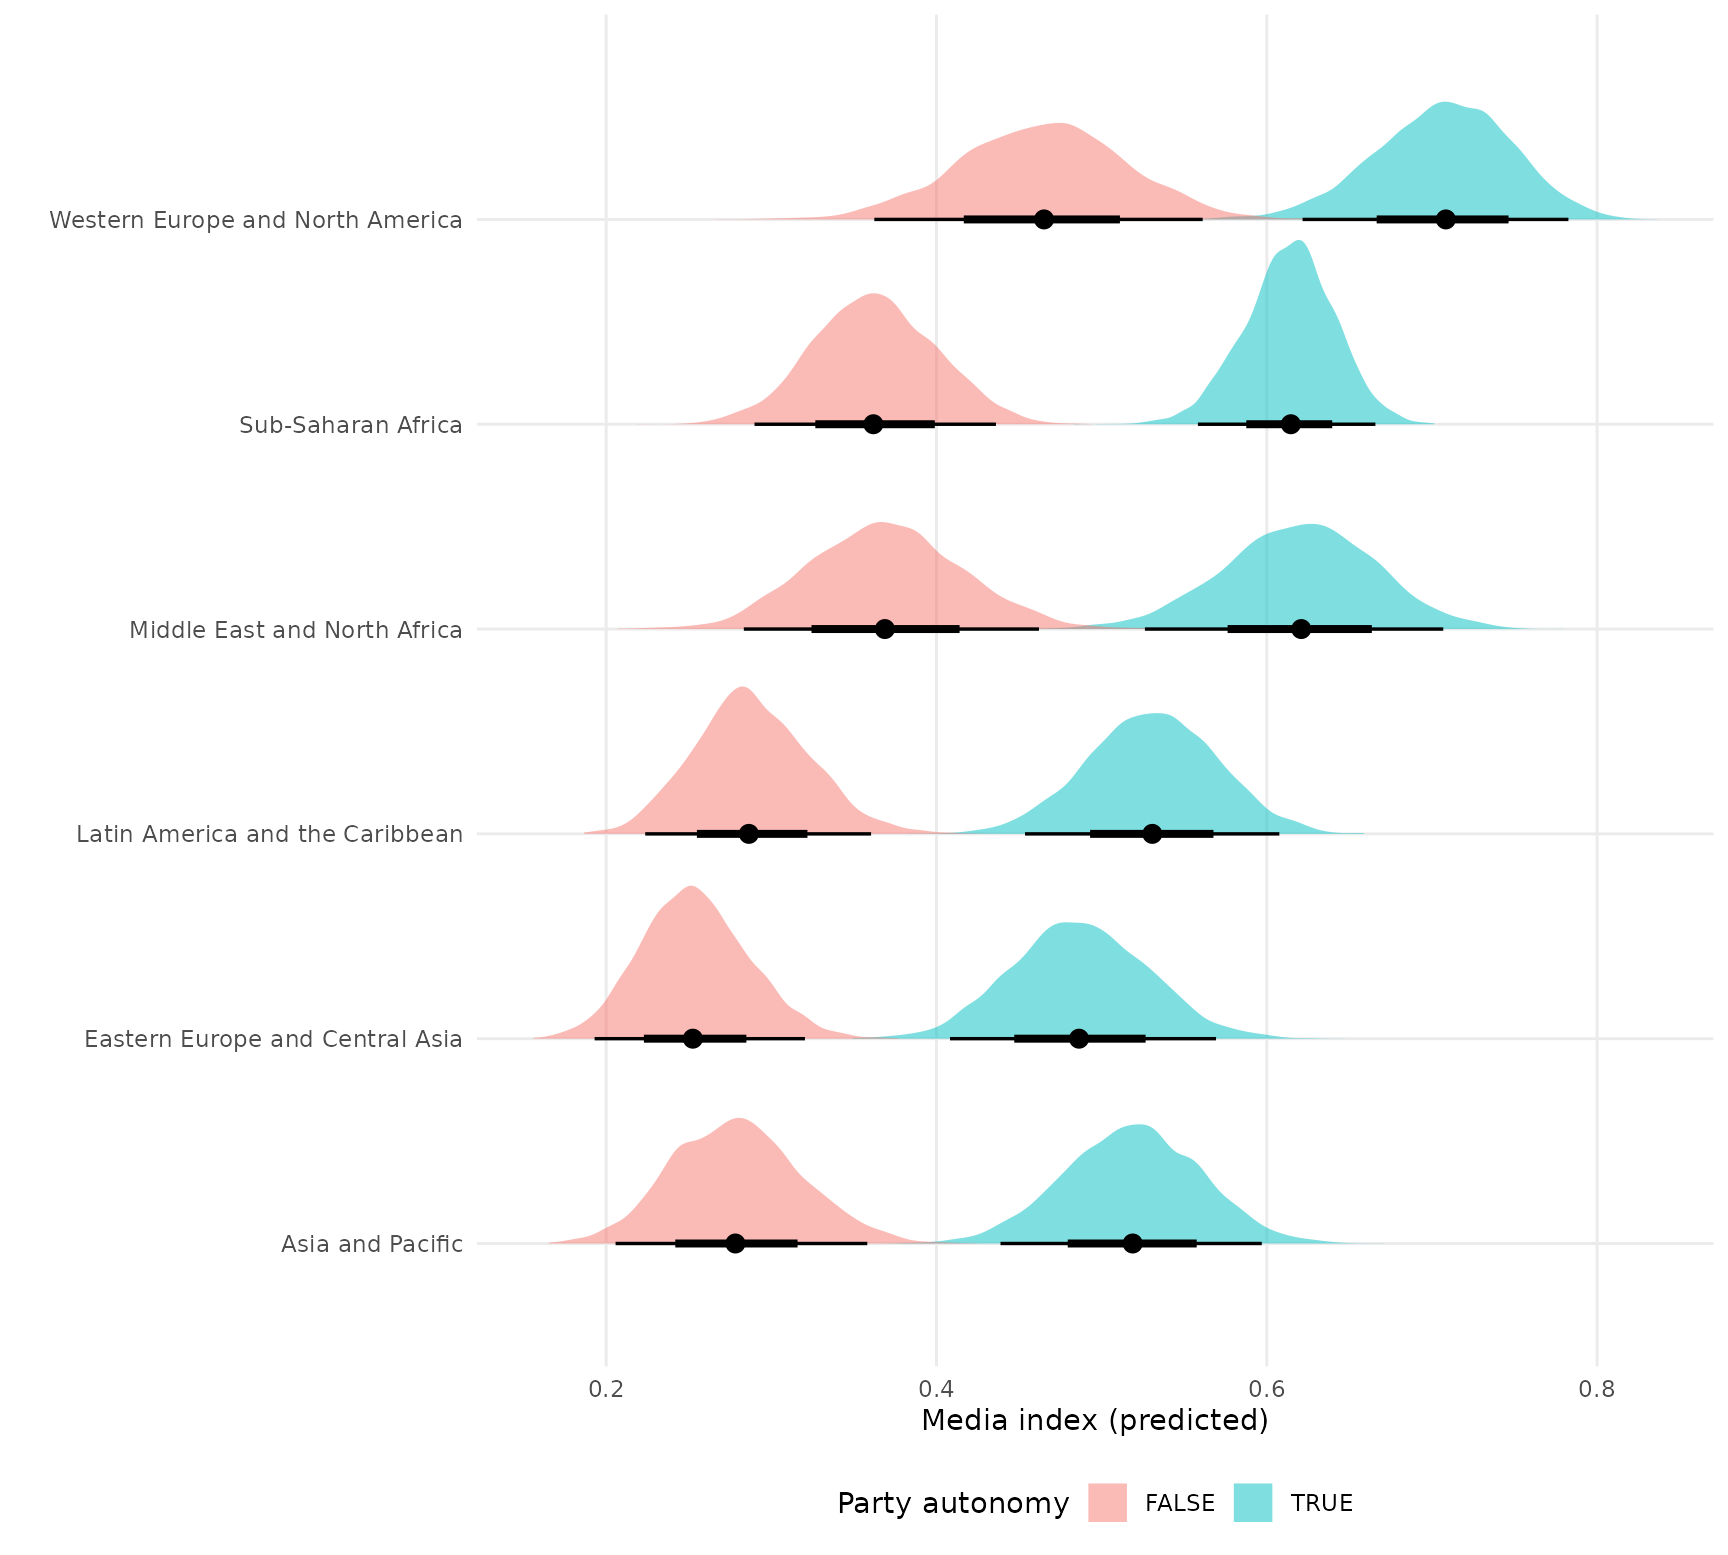 Western Europe and North America
Sub-Saharan Africa
Middle East and North Africa
Latin America and the Caribbean
Eastern Europe and Central Asia
Asia and Pacific
0.2 0.4 0.6 0.8
Media index (predicted)
Party autonomy FALSE TRUE